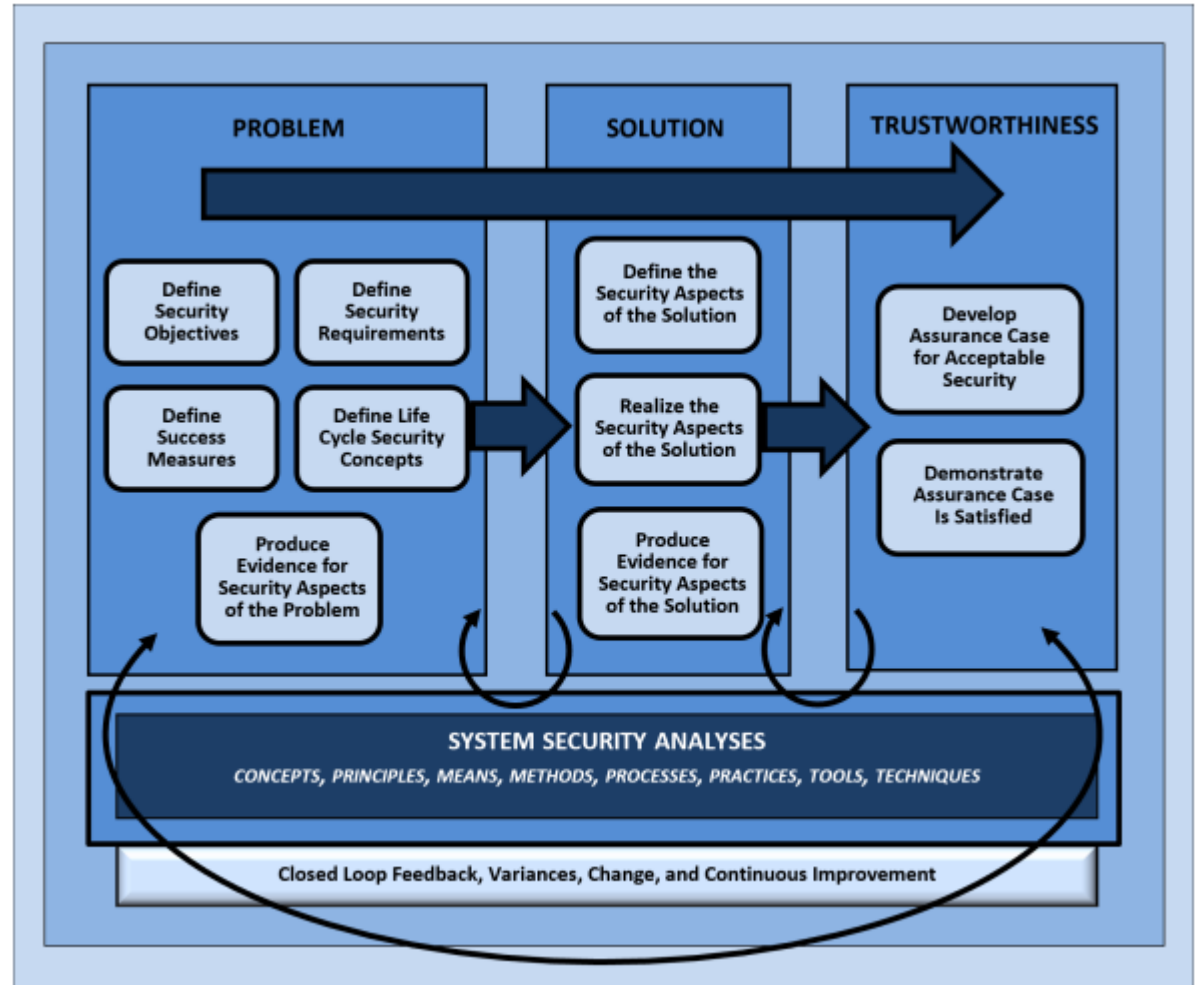 PROBLEM
Define
Security
Objectives
Define
Security
Requirements
Define
Success
Measures
Define Life
Cycle Security
Concepts
Produce
Evidence for
Security Aspects
of the Problem
SOLUTION
Define the
Security Aspects
of the Solution
Realize the
Security Aspects
of the Solution
Produce
Evidence for
Security Aspects
of the Solution
TRUSTWORTHINESS
Develop
Assurance Case
for Acceptable
Security
Demonstrate
Assurance Case
Is Satisfied
SYSTEM SECURITY ANALYSES
CONCEPTS, PRINCIPLES, MEANS, METHODS, PROCESSES, PRACTICES, TOOLS, TECHNIQUES
Closed Loop Feedback, Variances, Change, and Continuous Improvement